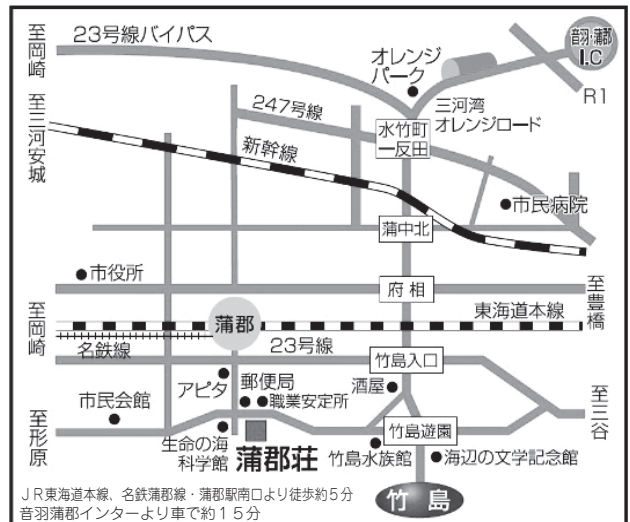 至岡崎
23号線バイパス
オレンジ
パーク
音羽・蒲郡
I.C
R1
三河湾
オレンジロード
至三河安城
247号線
新幹線
水竹町
一反田
市民病院
蒲中北
市役所
府相
至豊橋
東海道本線
至岡崎
蒲郡
名鉄線
23号線
竹島入口
アピタ
郵便局
職業安定所
酒屋
至三谷
市民会館
至形原
生命の海
科学館
蒲郡荘
竹島遊園
竹島水族館
海辺の文学記念館
竹島
JR東海道本線、名鉄蒲郡線・蒲郡駅南口より徒歩約5分
音羽蒲郡インターより車で約15分